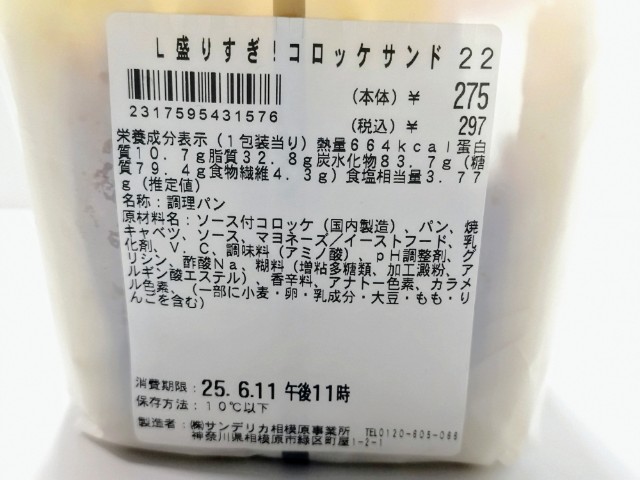 L盛りすぎ!コロッケサンド 22
(本体)¥ 275
2317595431576
(税込)¥ 297
栄養成分表示(1包装当り)熱量664kcal蛋白
質10.7g脂質32.8g炭水化物83.7g(糖
質79.4g食物繊維4.3g)食塩相当量3.77
g(推定値)
名称:調理パン
原材料名:ソース付コロッケ(国内製造)、パン、焼
キャベツ、ソース、マヨネーズ/イーストフード、乳
化剤、V.C、調味料(アミノ酸)、pH調整剤、グ
リシン、酢酸Na、糊料(増粘多糖類、加工澱粉、ア
ルギン酸エステル)、香辛料、アナトー色素、カラメ
ル色素、(一部に小麦・卵・乳成分・大豆・もも・り
んごを含む)
消費期限:25.6.11 午後11時
保存方法:10℃以下
製造者:㈱サンデリカ相模原事業所 TEL0120-605-066
神奈川県相模原市緑区町屋1-2-1